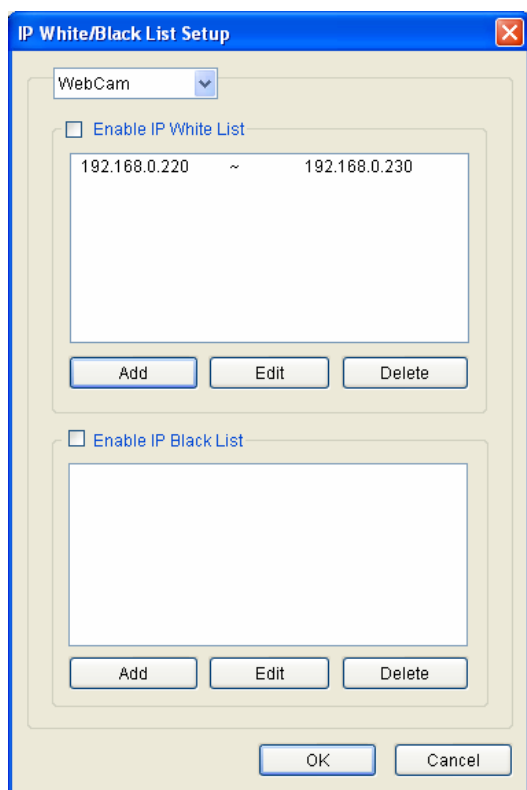 IP White/Black List Setup
WebCam
Enable IP White List
192.168.0.220 ~ 192.168.0.230
Add Edit Delete
Enable IP Black List
Add Edit Delete
OK Cancel